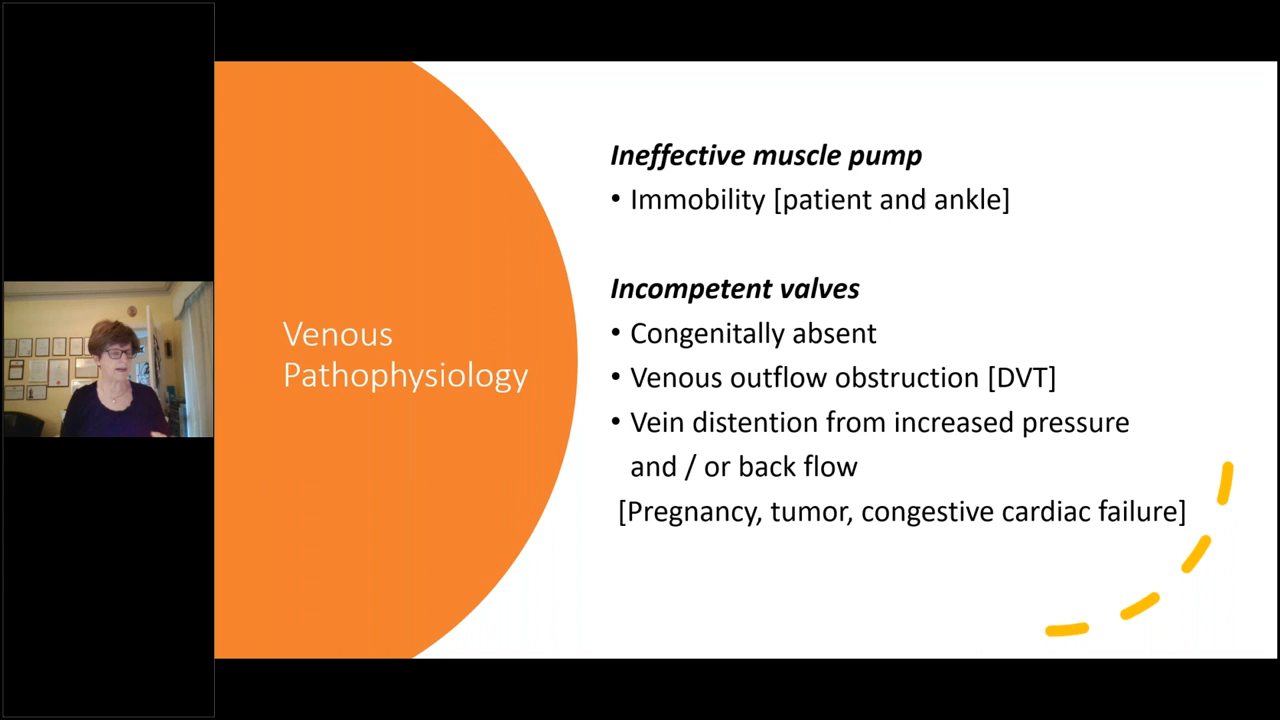 Venous
Pathophysiology
Ineffective muscle pump
• Immobility [patient and ankle]
Incompetent valves
• Congenitally absent
• Venous outflow obstruction [DVT]
• Vein distention from increased pressure
and / or back flow
[Pregnancy, tumor, congestive cardiac failure]